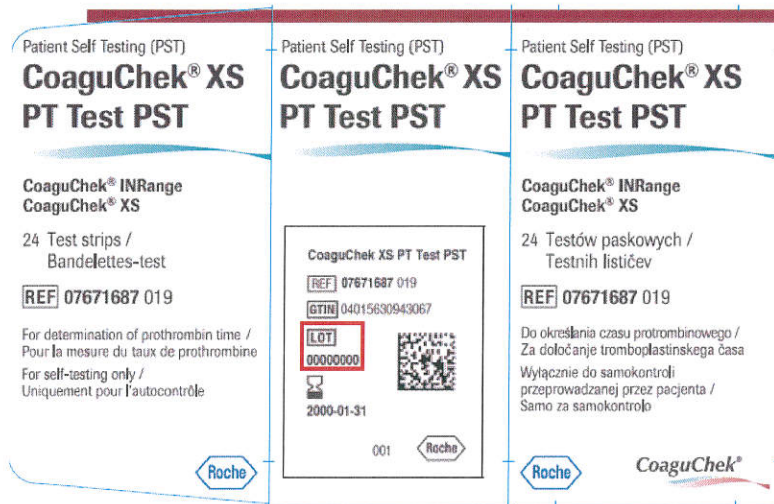 Patient Self Testing (PST)
CoaguChek® XS
PT Test PST
CoaguChek® INRange
CoaguChek® XS
24 Test strips /
Bandelettes-test
REF 07671687 019
For determination of prothrombin time /
Pour la mesure du taux de prothrombine
For self-testing only /
Uniquement pour l'autocontrôle
Roche
Patient Self Testing (PST)
CoaguChek® XS
PT Test PST
CoaguChek XS PT Test PST
REF 07671687 019
GTIN 04015630943067
LOT
00000000
2000-01-31
001
Roche
Patient Self Testing (PST)
CoaguChek® XS
PT Test PST
CoaguChek® INRange
CoaguChek® XS
24 Testów paskowych /
Testnih lističev
REF 07671687 019
Do określania czasu protrombinowego /
Za določanje tromboplastinskega časa
Wyłącznie do samokontroli
przeprowadzanej przez pacjenta /
Samo za samokontrolo
Roche
CoaguChek®